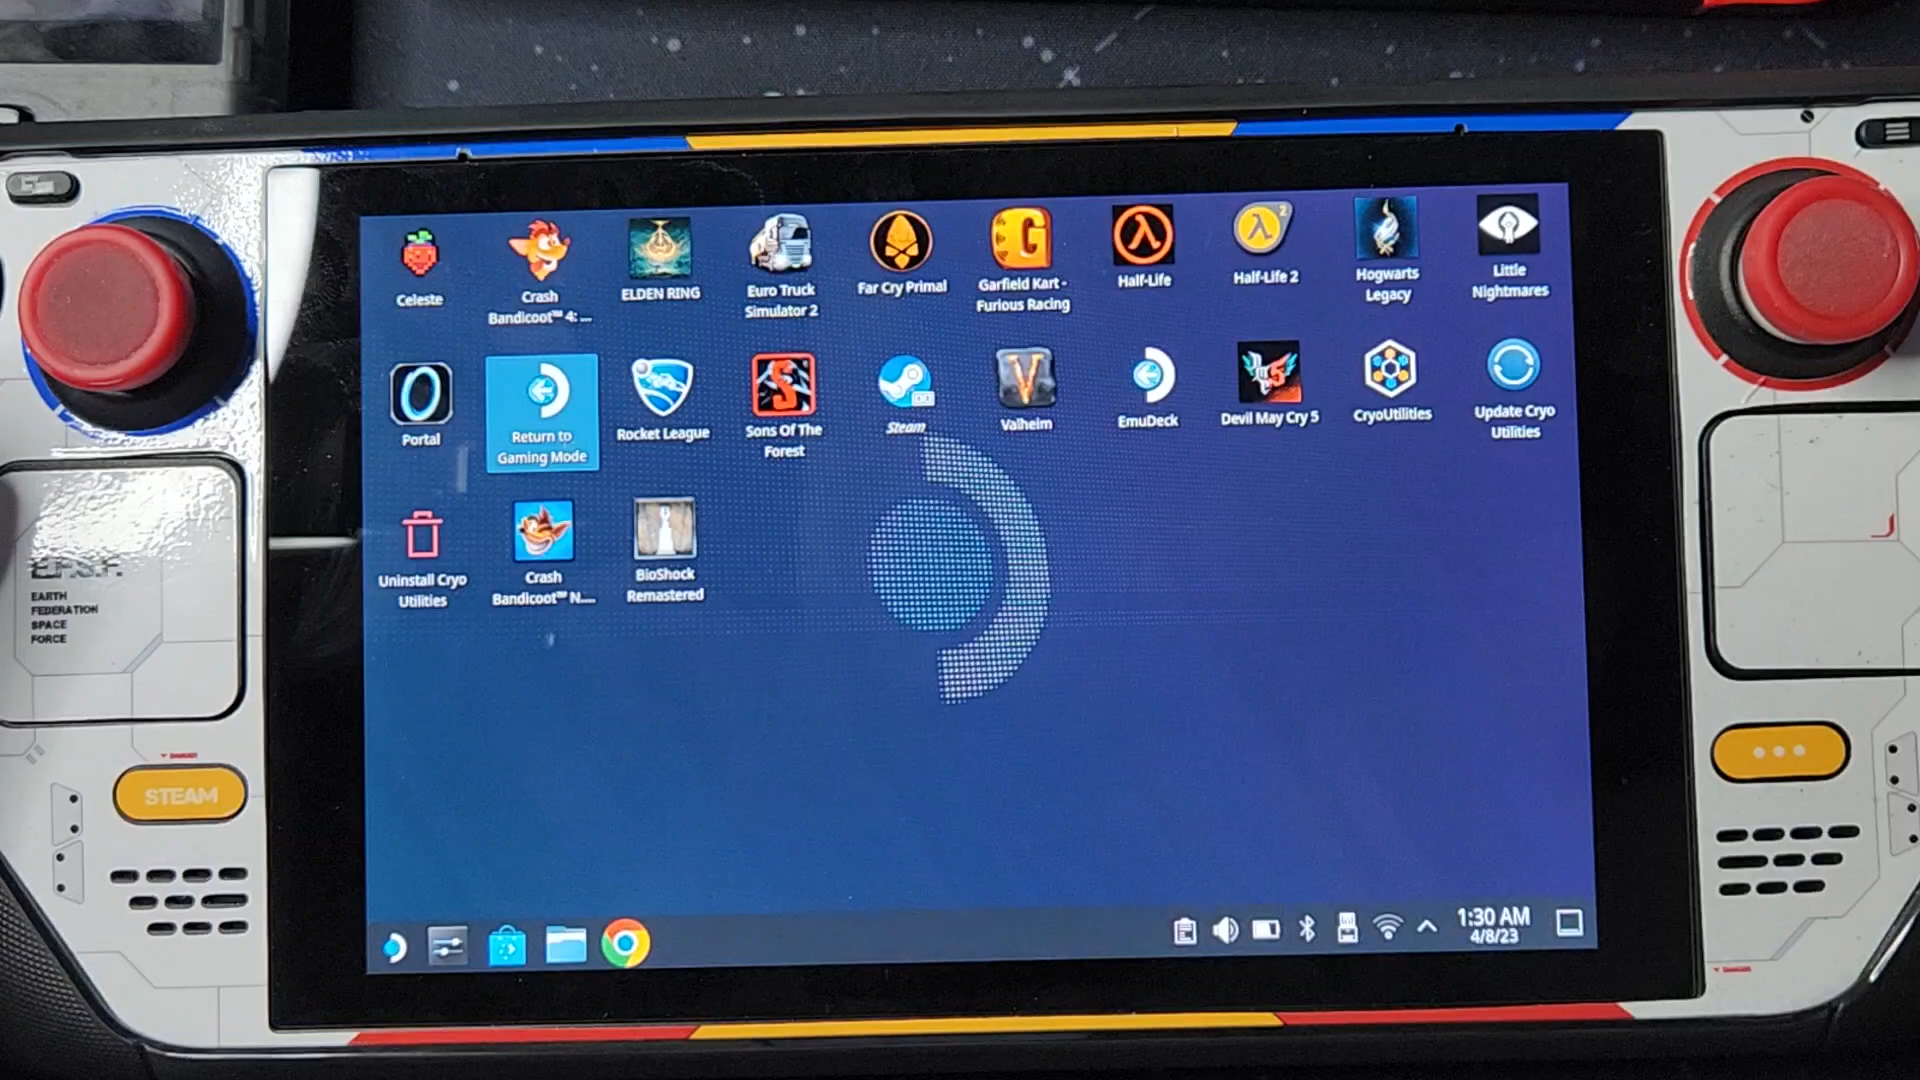 Celeste
Crash
Bandicoot™ 4: ...
ELDEN RING
Euro Truck
Simulator 2
Far Cry Primal
Garfield Kart -
Furious Racing
Half-Life
2
Half-Life 2
Hogwarts
Legacy
Little
Nightmares
Portal
Return to
Gaming Mode
Rocket League
Sons Of The
Forest
Steam
Valheim
EmuDeck
Devil May Cry 5
CryoUtilities
Update Cryo
Utilities
Uninstall Cryo
Utilities
Crash
Bandicoot™ N....
BioShock
Remastered
1:30 AM
4/8/23
EARTH
FEDERATION
SPACE
FORCE
DANGER
STEAM